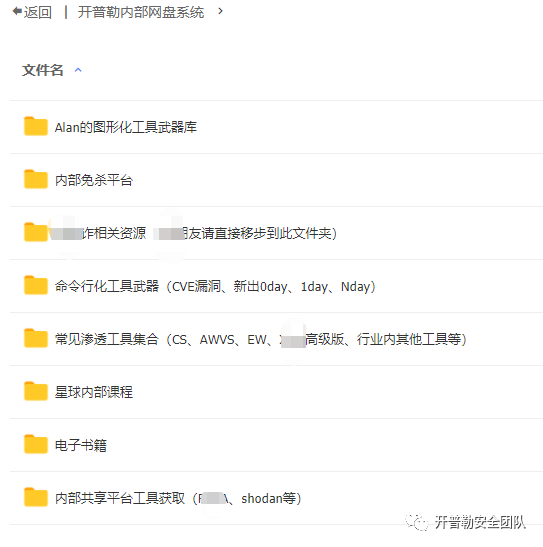 返回 | 开普勒内部网盘系统 >
文件名
Alan的图形化工具武器库
内部免杀平台
诈相关资源 朋友请直接移步到此文件夹）
命令行化工具武器（CVE漏洞、新出0day、1day、Nday）
常见渗透工具集合（CS、AWVS、EW、高级版、行业内其他工具等）
星球内部课程
电子书籍
内部共享平台工具获取（、shodan等）
开普勒安全团队